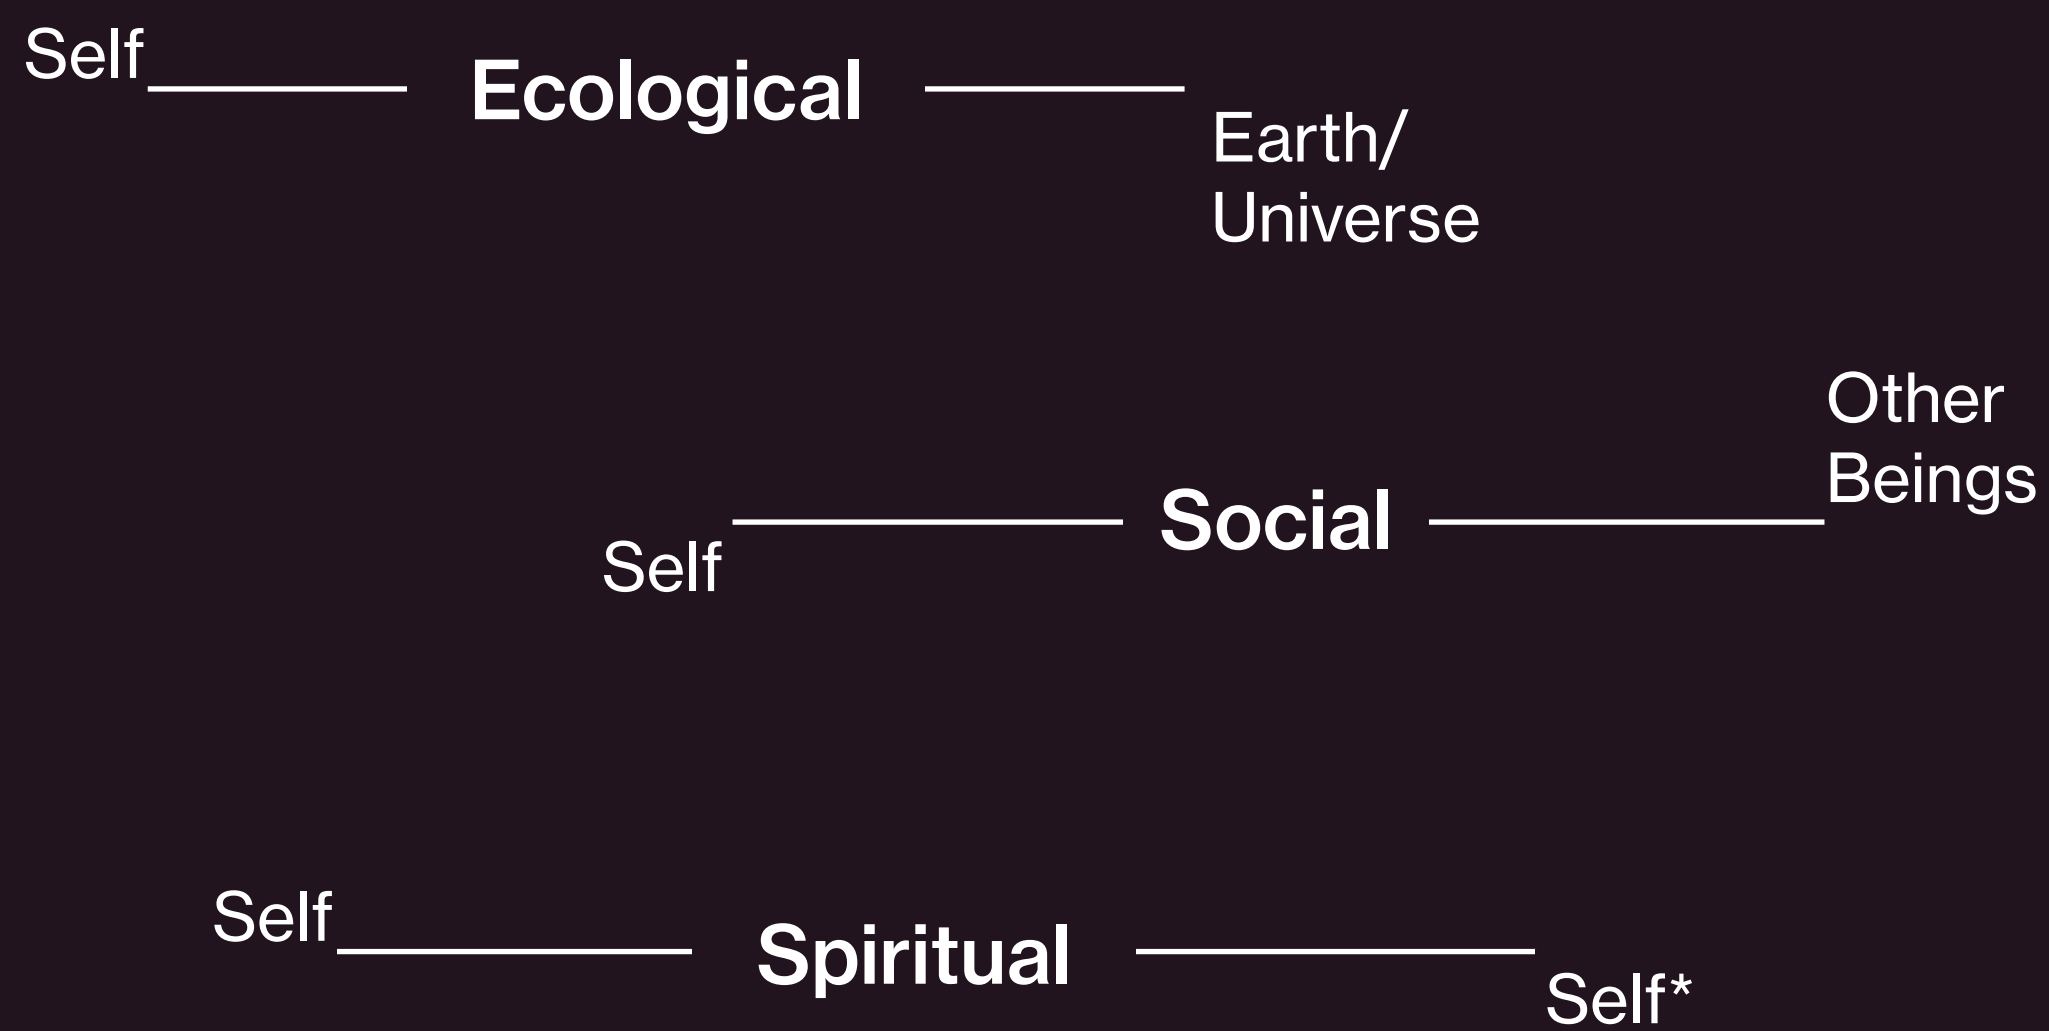 Self
Ecological
Earth/
Universe
Other
Beings
Social
Self
Self
Spiritual
Self*